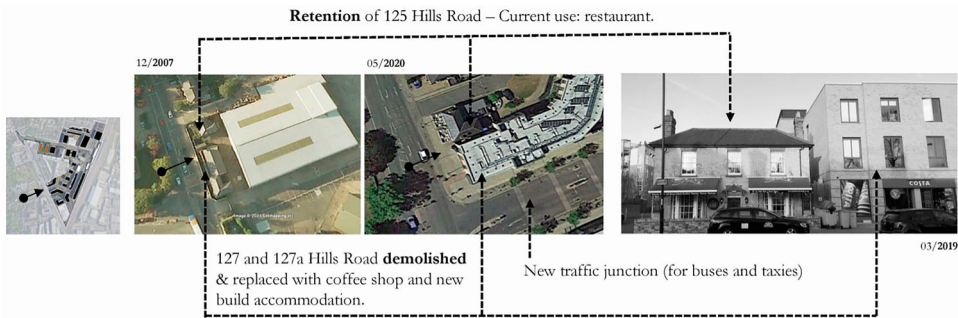 Retention of 125 Hills Road – Current use: restaurant.
12/2007
05/2020
COSTA
03/2019
127 and 127a Hills Road demolished
& replaced with coffee shop and new
build accommodation.
New traffic junction (for buses and taxies)